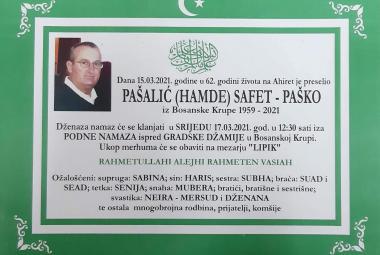 Dana 15.03.2021. godine u 62. godini života na Ahiret je preselio
PAŠALIĆ (HAMDE) SAFET - PAŠKO
iz Bosanske Krupe 1959 - 2021
Dženaza namaz će se klanjati u SRIJEDU 17.03.2021. god. u 12:30 sati iza
PODNE NAMAZA ispred GRADSKE DŽAMIJE u Bosanskoj Krupi.
Ukop merhuma će se obaviti na mezarju "LIPIK"
RAHMETULLAHI ALEJHI RAHMETEN VASIAH
Ožalošćeni: supruga: SABINA; sin: HARIS; sestra: SUBHA; braća: SUAD i
SEAD; tetka: SENIJA; snaha: MUBERA; bratići, bratišne i sestrišne;
svastika: NEIRA - MERSUD i DŽENANA
te ostala mnogobrojna rodbina, prijatelji, komšije